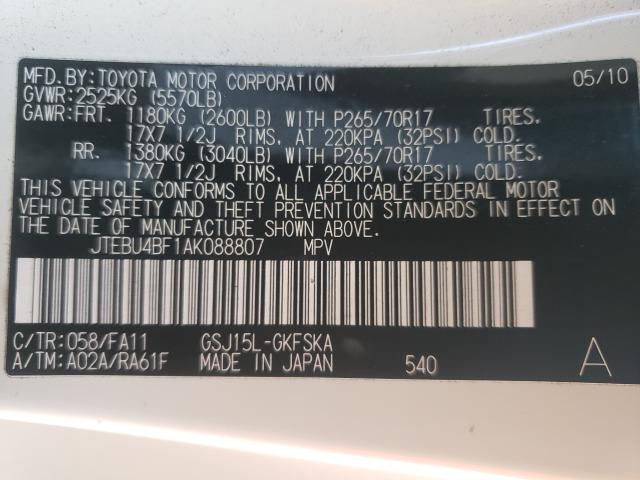 MFD.BY:TOYOTA MOTOR CORPORATION 05/10
GVWR:2525KG (5570LB)
GAWR:FRT. 1180KG (2600LB) WITH P265/70R17 TIRES.
17X7 1/2J RIMS, AT 220KPA (32PSI) COLD.
RR. 1380KG (3040LB) WITH P265/70R17 TIRES.
17X7 1/2J RIMS, AT 220KPA (32PSI) COLD.
THIS VEHICLE CONFORMS TO ALL APPLICABLE FEDERAL MOTOR
VEHICLE SAFETY AND THEFT PREVENTION STANDARDS IN EFFECT ON
THE DATE OF MANUFACTURE SHOWN ABOVE.
JTEBU4BF1AK088807 MPV
C/TR:058/FA11 GSJ15L-GKFSKA
A/TM:A02A/RA61F MADE IN JAPAN 540 A